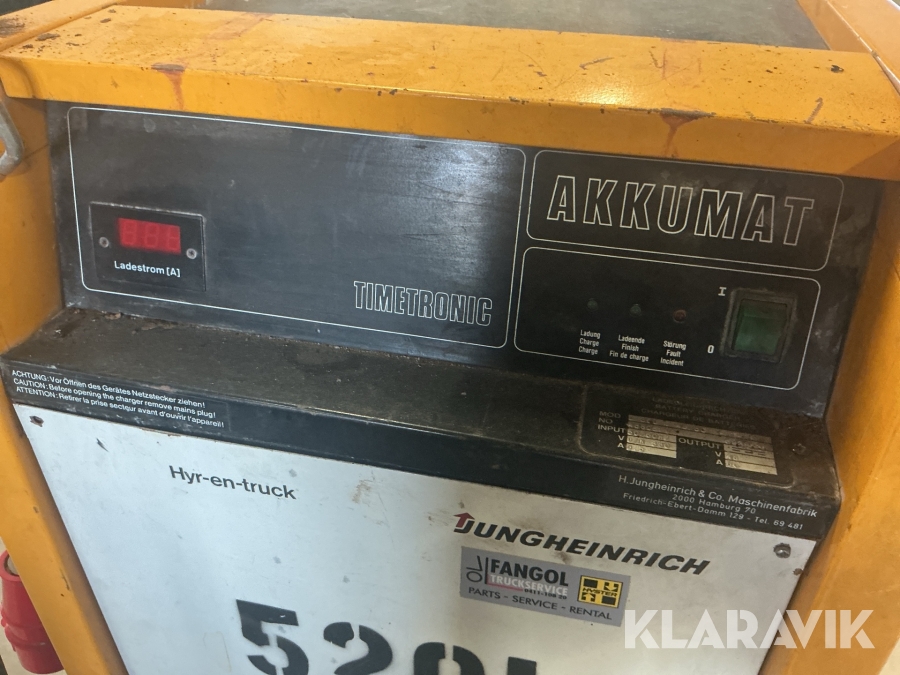 AKKUMAT
Ladestrom [A]
TIMETRONIC
I
O
Ladung
Charge
Charge
Ladeende
Finish
Fin de charge
Störung
Fault
Incident
ACHTUNG: Vor Öffnen des Gerätes Netzstecker ziehen!
CAUTION: Before opening the charger remove mains plug!
ATTENTION: Retirer la prise secteur avant d'ouvrir l'appareil!
MOD
NO
INPUT
V
A
OUTPUT
V
A
H. Jungheinrich & Co. Maschinenfabrik
2000 Hamburg 70
Friedrich-Ebert-Damm 129 - Tel. 69 481
Hyr-en-truck
JUNGHEINRICH
FANGOL
TRUCKSERVICE
HYSTER
PARTS - SERVICE - RENTAL
KLARAVIK